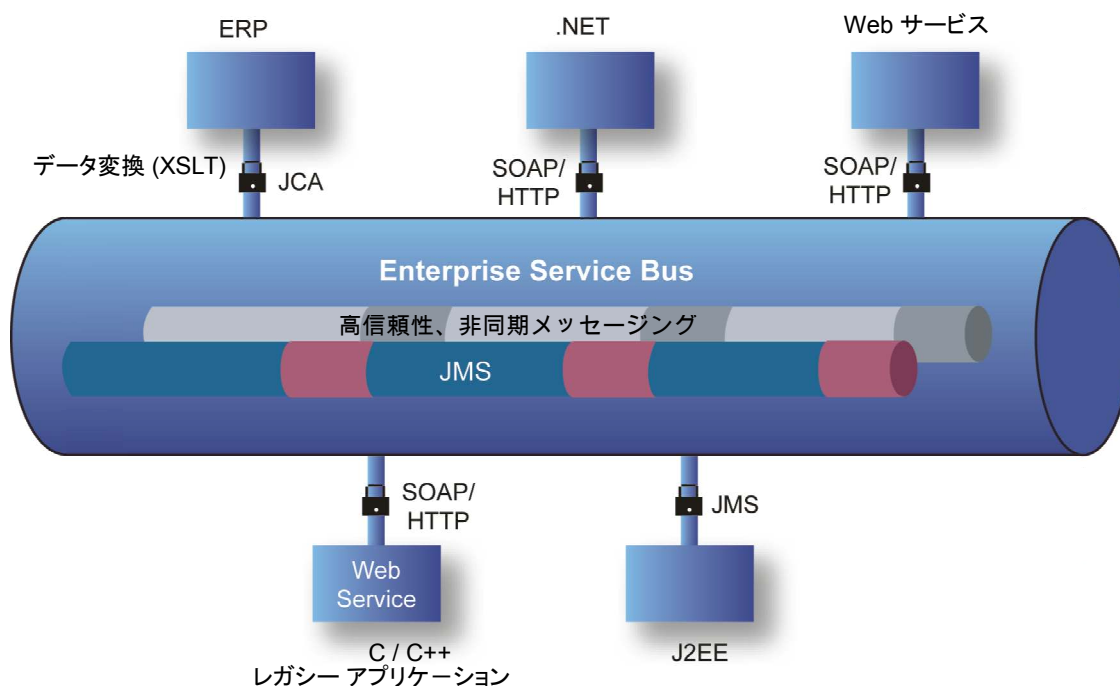 ERP
.NET
Web サービス
データ変換 (XSLT)
JCA
SOAP/
HTTP
SOAP/
HTTP
Enterprise Service Bus
高信頼性、非同期メッセージング
JMS
SOAP/
HTTP
JMS
Web
Service
C / C++
レガシー アプリケーション
J2EE